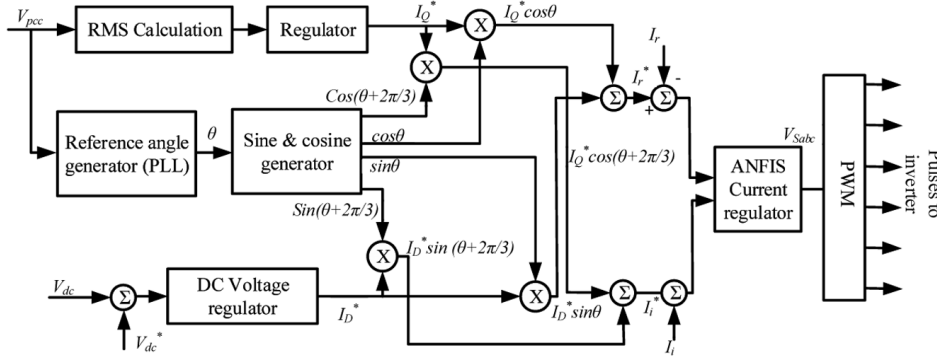 V_pcc
RMS Calculation
Regulator
I_Q^*
X
I_Q^*cosθ
X
I_r
I_r^*
-
Σ
+
Σ
Cos(θ+2π/3)
Reference angle
generator (PLL)
θ
Sine & cosine
generator
cosθ
sinθ
Sin(θ+2π/3)
I_Q^*cos(θ+2π/3)
V_Sabc
ANFIS
Current
regulator
PWM
Pulses to
inverter
X
I_D^*sin (θ+2π/3)
V_dc
Σ
V_dc^*
DC Voltage
regulator
I_D^*
X
I_D^*sinθ
Σ
I_i^*
Σ
I_i